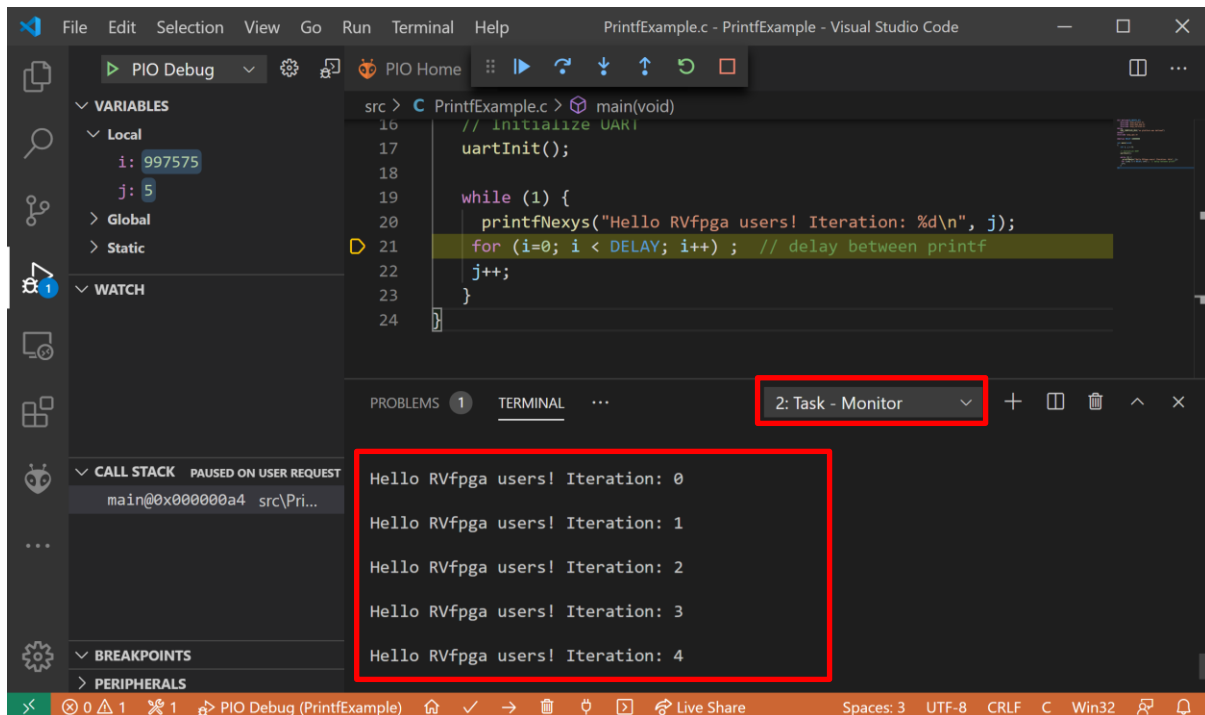 File Edit Selection View Go Run Terminal Help PrintfExample.c - PrintfExample - Visual Studio Code
PIO Debug
PIO Home
VARIABLES
Local
i: 997575
j: 5
Global
Static
WATCH
CALL STACK PAUSED ON USER REQUEST
main@0x000000a4 src\Pri...
BREAKPOINTS
PERIPHERALS
1
src > C PrintfExample.c > main(void)
16 // Initialize UART
17 uartInit();
18
19 while (1) {
20 printfNexys("Hello RVfpga users! Iteration: %d\n", j);
21 for (i=0; i < DELAY; i++) ; // delay between printf
22 j++;
23 }
24 }
PROBLEMS 1 TERMINAL ... 2: Task - Monitor
Hello RVfpga users! Iteration: 0
Hello RVfpga users! Iteration: 1
Hello RVfpga users! Iteration: 2
Hello RVfpga users! Iteration: 3
Hello RVfpga users! Iteration: 4
0 1 1 PIO Debug (PrintfExample) Live Share Spaces: 3 UTF-8 CRLF C Win32